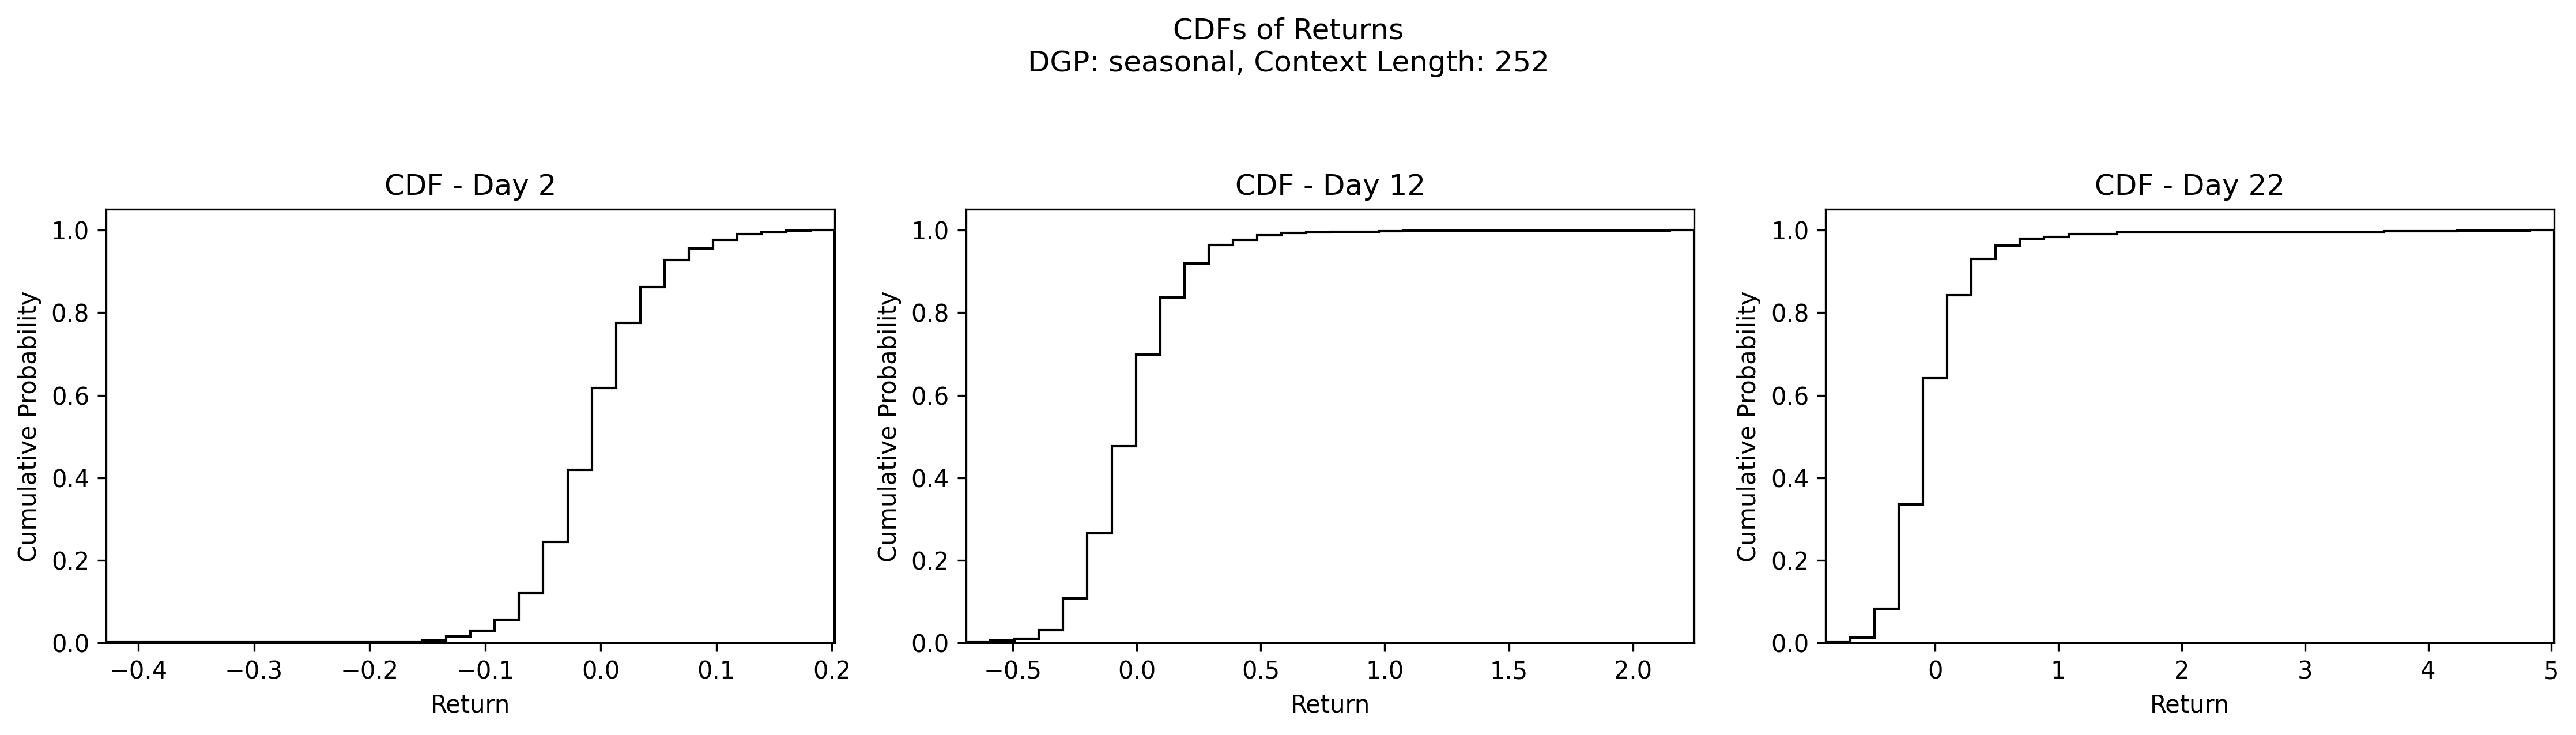 CDFs of Returns
DGP: seasonal, Context Length: 252
CDF - Day 2
Cumulative Probability
1.0
0.8
0.6
0.4
0.2
0.0
−0.4 −0.3 −0.2 −0.1 0.0 0.1 0.2
Return
CDF - Day 12
Cumulative Probability
1.0
0.8
0.6
0.4
0.2
0.0
−0.5 0.0 0.5 1.0 1.5 2.0
Return
CDF - Day 22
Cumulative Probability
1.0
0.8
0.6
0.4
0.2
0.0
0 1 2 3 4 5
Return